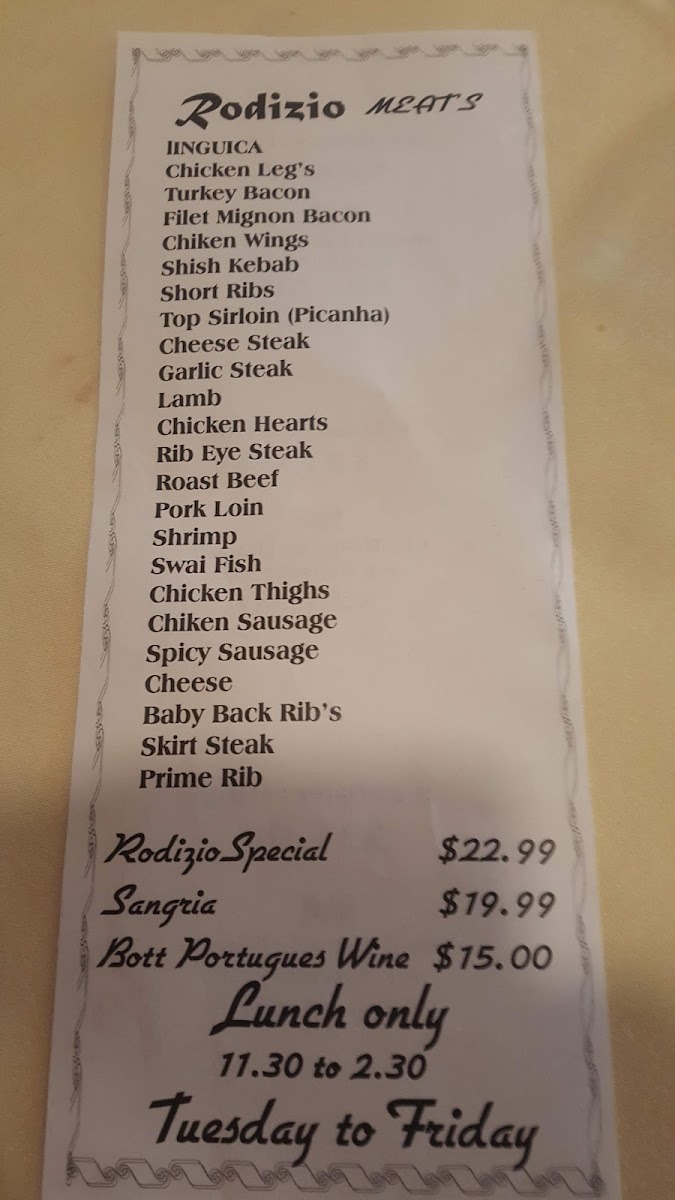 Rodizio MEAT'S
lINGUICA
Chicken Leg's
Turkey Bacon
Filet Mignon Bacon
Chiken Wings
Shish Kebab
Short Ribs
Top Sirloin (Picanha)
Cheese Steak
Garlic Steak
Lamb
Chicken Hearts
Rib Eye Steak
Roast Beef
Pork Loin
Shrimp
Swai Fish
Chicken Thighs
Chiken Sausage
Spicy Sausage
Cheese
Baby Back Rib's
Skirt Steak
Prime Rib
Rodizio Special $22.99
Sangria $19.99
Bott Portugues Wine $15.00
Lunch only
11.30 to 2.30
Tuesday to Friday